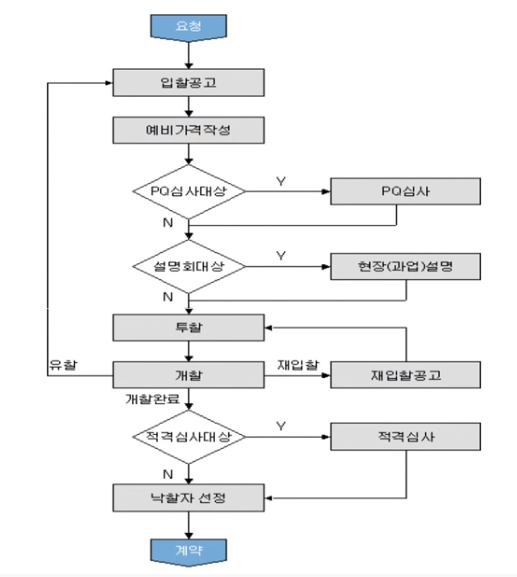 요청
입찰공고
예비가격작성
PQ심사대상
Y
PQ심사
N
설명회대상
Y
현장(과업)설명
N
투찰
유찰
개찰
재입찰
재입찰공고
개찰완료
적격심사대상
Y
적격심사
N
낙찰자 선정
계약